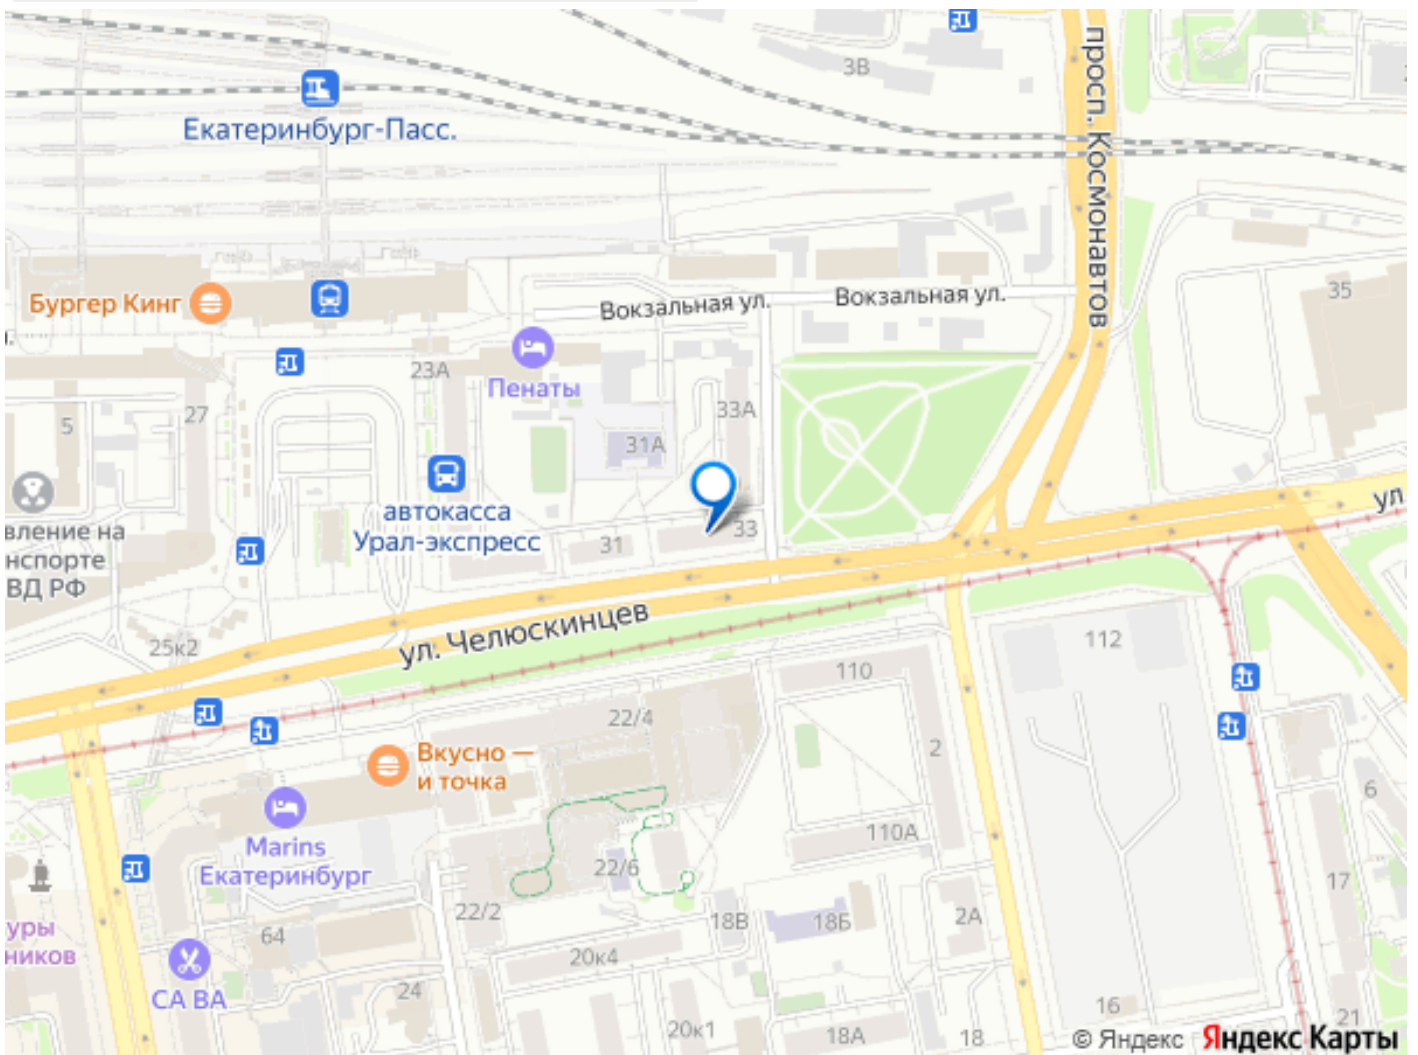 3В
просп. Космонавтов
Екатеринбург-Пасс.
Бургер Кинг
Вокзальная ул.
Вокзальная ул.
35
23А
Пенаты
5
27
33А
31А
автокасса
Урал-экспресс
31
33
ул
вление на
нспорте
ВД РФ
ул. Челюскинцев
25к2
112
110
22/4
2
Вкусно —
и точка
6
Marins
Екатеринбург
110А
22/6
17
22/2
18В
18Б
2А
уры
ников
64
20к4
СА ВА
24
16
20к1
18А
18
21
© Яндекс Яндекс Карты